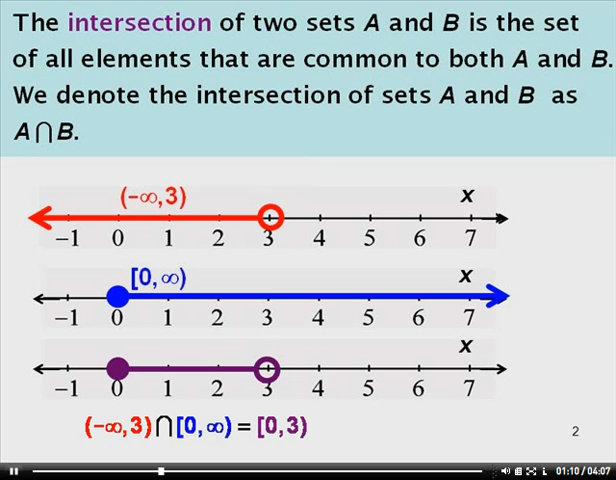 The intersection of two sets A and B is the set
of all elements that are common to both A and B.
We denote the intersection of sets A and B as
A∩B.
(−∞,3) x
−1 0 1 2 3 4 5 6 7
[0,∞) x
−1 0 1 2 3 4 5 6 7
x
−1 0 1 2 3 4 5 6 7
(−∞,3)∩[0,∞) = [0,3)
2
01:10 / 04:07